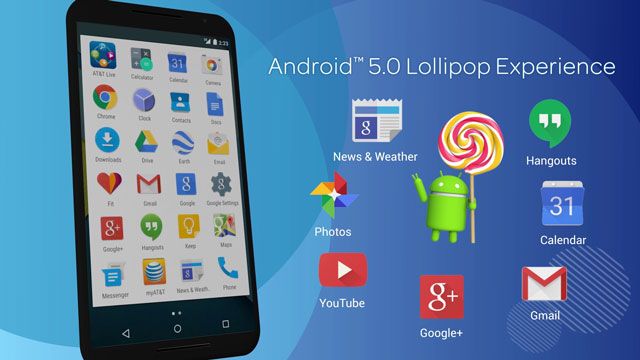 3:23
AT&T Live
Calculator
Calendar
Camera
Chrome
Clock
Contacts
Docs
Downloads
Drive
Earth
Email
Fit
Gmail
Google
Google Settings
Google+
Hangouts
Keep
Maps
Messenger
myAT&T
News & Weath..
Phone
Android™ 5.0 Lollipop Experience
News & Weather
Hangouts
Photos
31
Calendar
YouTube
g+
Google+
Gmail